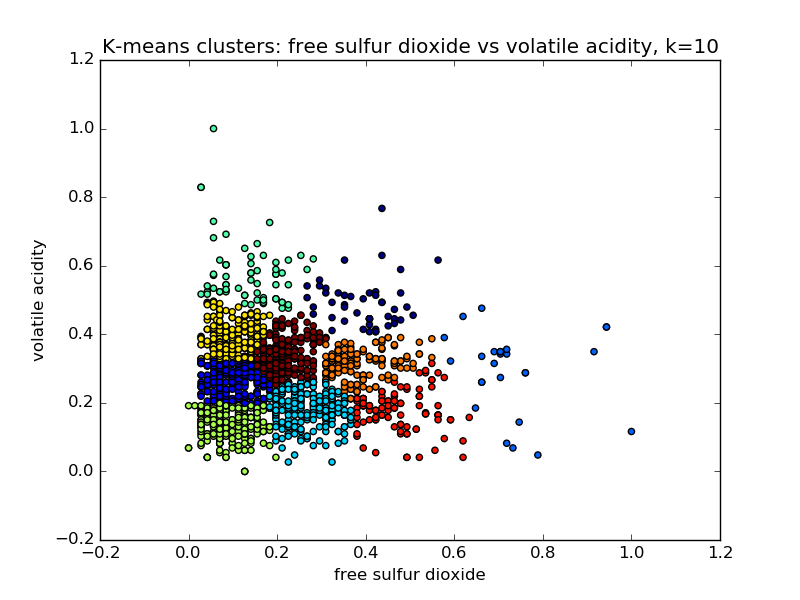 K-means clusters: free sulfur dioxide vs volatile acidity, k=10
1.2
1.0
0.8
0.6
0.4
0.2
0.0
−0.2
volatile acidity
−0.2 0.0 0.2 0.4 0.6 0.8 1.0 1.2
free sulfur dioxide